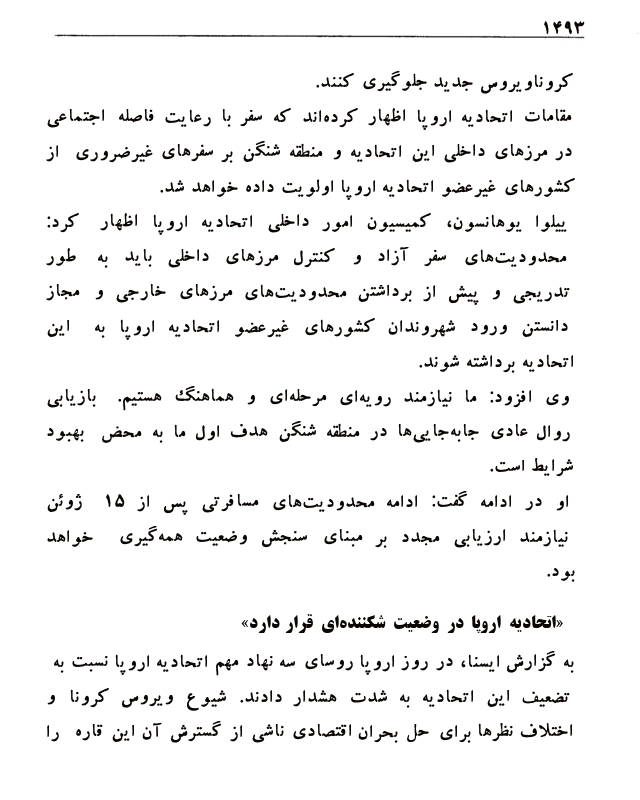 ۱۴۹۳
کروناویروس جدید جلوگیری کنند.
مقامات اتحادیه اروپا اظهار کرده‌اند که سفر با رعایت فاصله اجتماعی
در مرزهای داخلی این اتحادیه و منطقه شنگن بر سفرهای غیرضروری از
کشورهای غیرعضو اتحادیه اروپا اولویت داده خواهد شد.
ییلوا یوهانسون، کمیسیون امور داخلی اتحادیه اروپا اظهار کرد:
محدودیت‌های سفر آزاد و کنترل مرزهای داخلی باید به طور
تدریجی و پیش از برداشتن محدودیت‌های مرزهای خارجی و مجاز
دانستن ورود شهروندان کشورهای غیرعضو اتحادیه اروپا به این
اتحادیه برداشته شوند.
وی افزود: ما نیازمند رویه‌ای مرحله‌ای و هماهنگ هستیم. بازیابی
روال عادی جابه‌جایی‌ها در منطقه شنگن هدف اول ما به محض بهبود
شرایط است.
او در ادامه گفت: ادامه محدودیت‌های مسافرتی پس از ۱۵ ژوئن
نیازمند ارزیابی مجدد بر مبنای سنجش وضعیت همه‌گیری خواهد
بود.
«اتحادیه اروپا در وضعیت شکننده‌ای قرار دارد»
به گزارش ایسنا، در روز اروپا روسای سه نهاد مهم اتحادیه اروپا نسبت به
تضعیف این اتحادیه به شدت هشدار دادند. شیوع ویروس کرونا و
اختلاف نظرها برای حل بحران اقتصادی ناشی از گسترش آن این قاره را